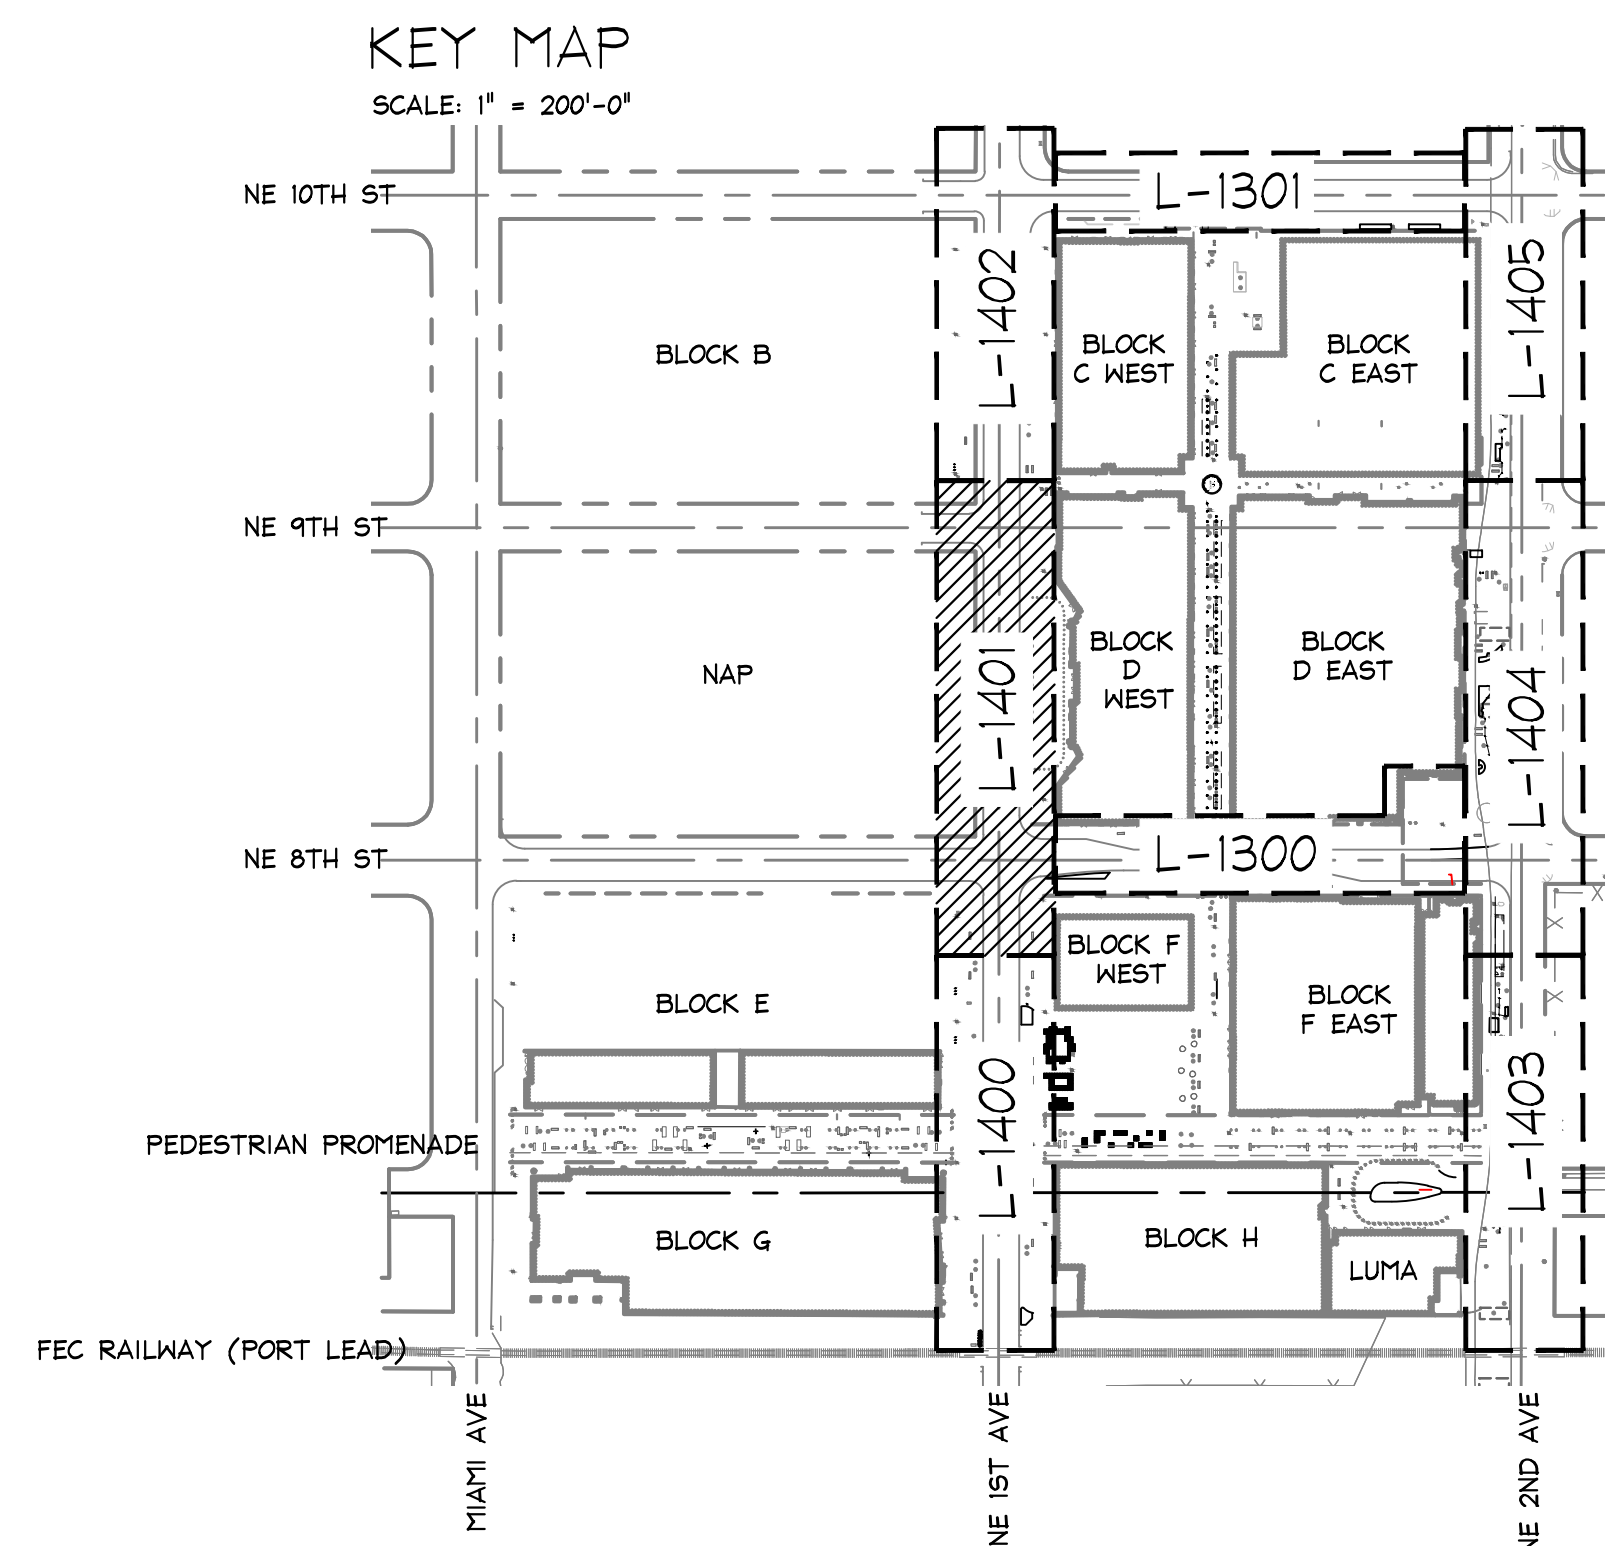 KEY MAP
SCALE: 1" = 200'-0"
NE 10TH ST
L-1301
L-1402
L-1405
BLOCK B
BLOCK
C WEST
BLOCK
C EAST
NE 9TH ST
NAP
L-1401
BLOCK
D
WEST
BLOCK
D EAST
L-1404
NE 8TH ST
L-1300
BLOCK E
BLOCK F
WEST
BLOCK
F EAST
L-1400
L-1403
PEDESTRIAN PROMENADE
BLOCK G
BLOCK H
LUMA
FEC RAILWAY (PORT LEAD)
MIAMI AVE
NE 1ST AVE
NE 2ND AVE